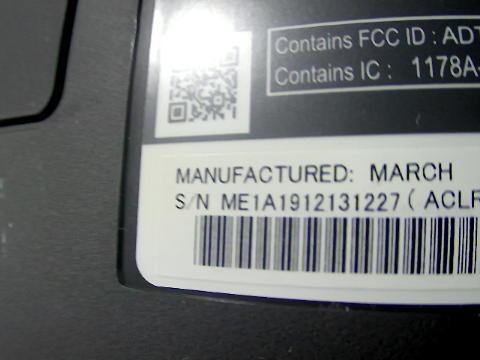 Contains FCC ID : ADT
Contains IC : 1178A-
MANUFACTURED: MARCH
S/N ME1A1912131227( ACLR